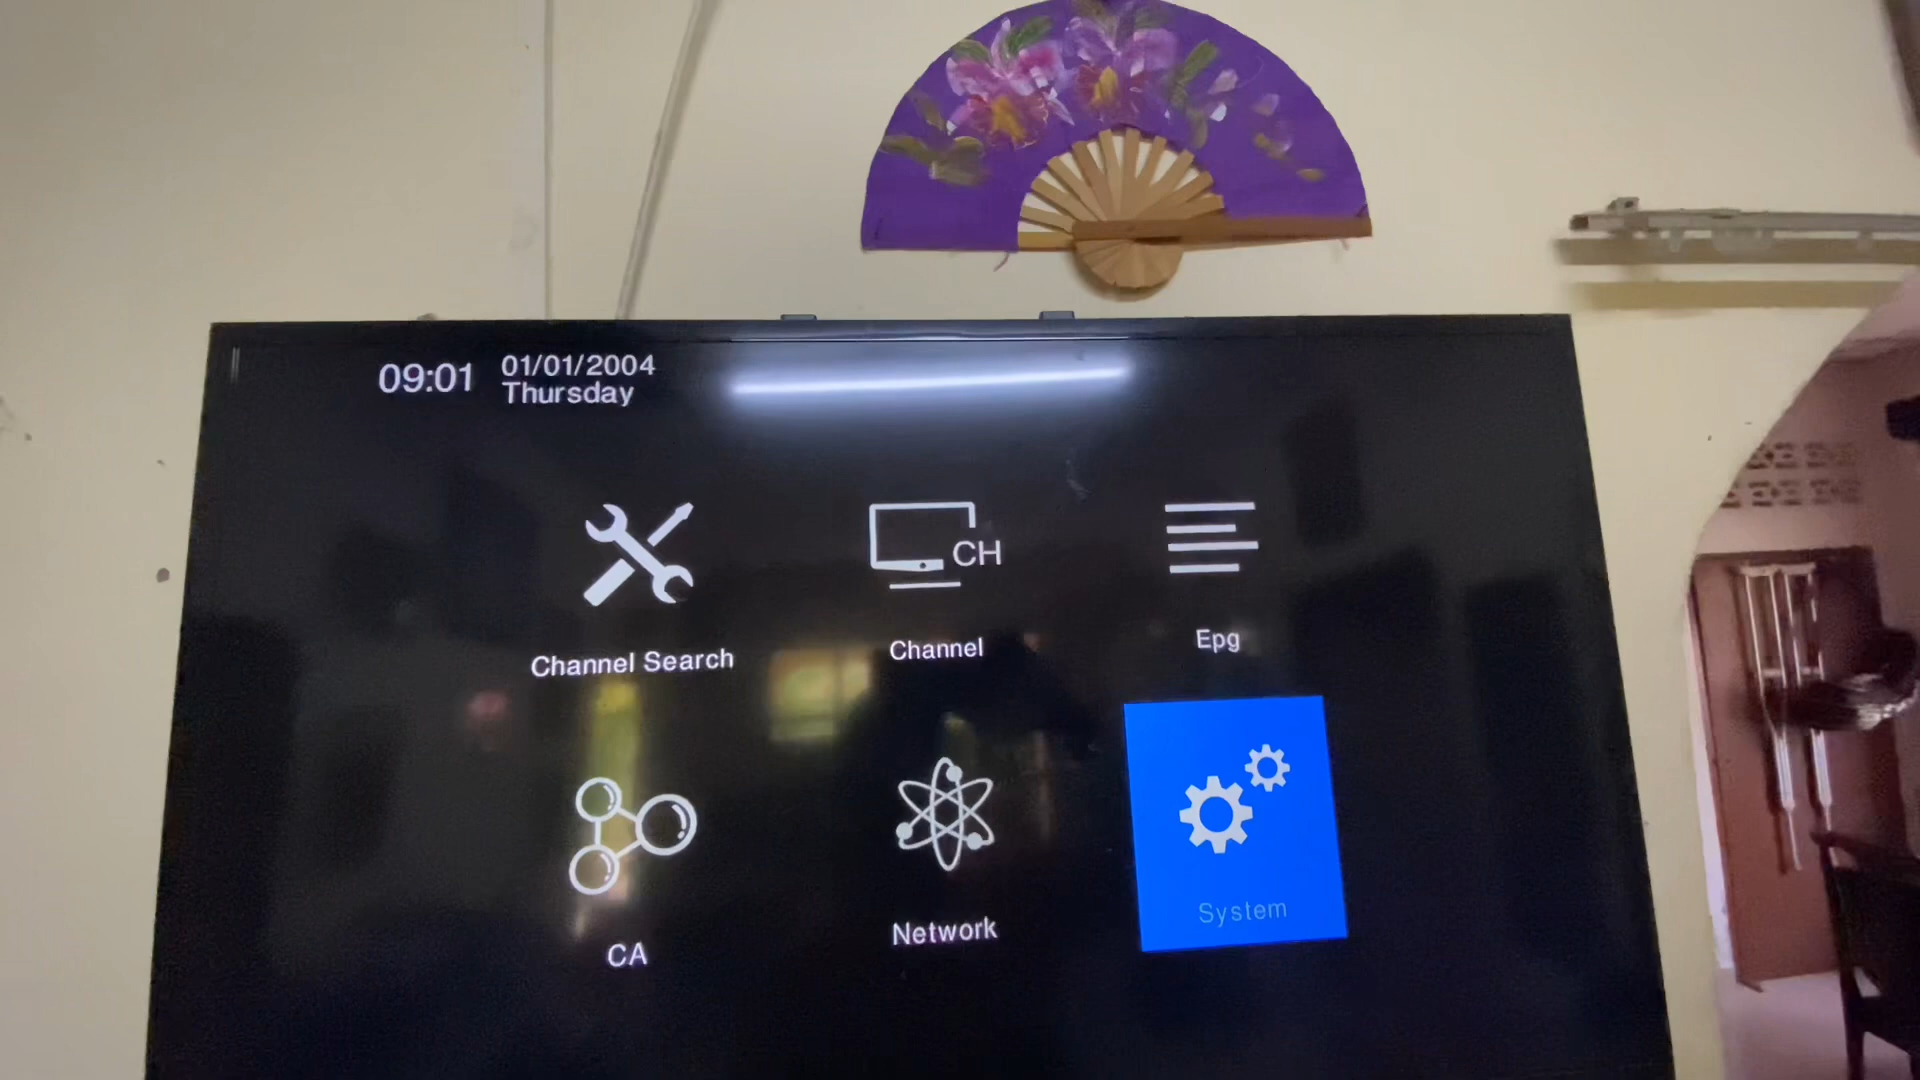 09:01
01/01/2004
Thursday
CH
Channel Search
Channel
Epg
CA
Network
System